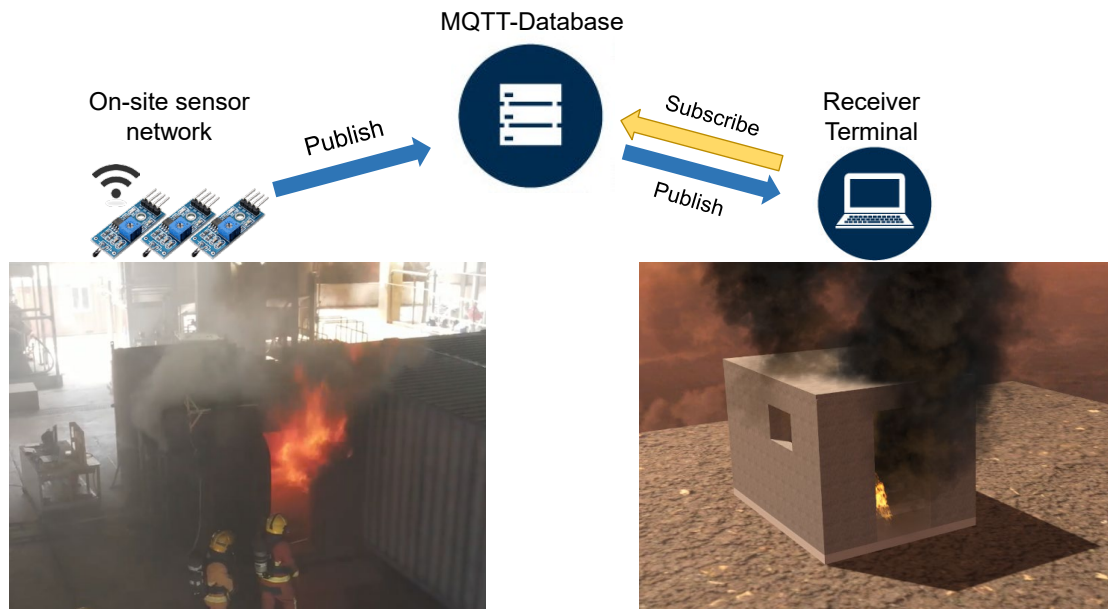 MQTT-Database
On-site sensor
network
Publish
Subscribe
Publish
Receiver
Terminal